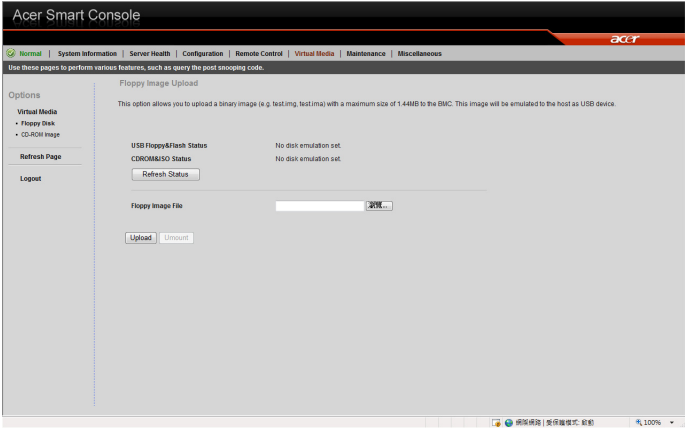 Acer Smart Console
acer
Normal | System Information | Server Health | Configuration | Remote Control | Virtual Media | Maintenance | Miscellaneous
Use these pages to perform various features, such as query the post snooping code.
Options
Virtual Media
• Floppy Disk
• CD-ROM Image
Refresh Page
Logout
Floppy Image Upload
This option allows you to upload a binary image (e.g. test.img, test.ima) with a maximum size of 1.44MB to the BMC. This image will be emulated to the host as USB device.
USB Floppy&Flash Status No disk emulation set.
CDROM&ISO Status No disk emulation set.
Refresh Status
Floppy Image File 瀏覽...
Upload Umount
網際網路 | 受保護模式: 啟動 100%